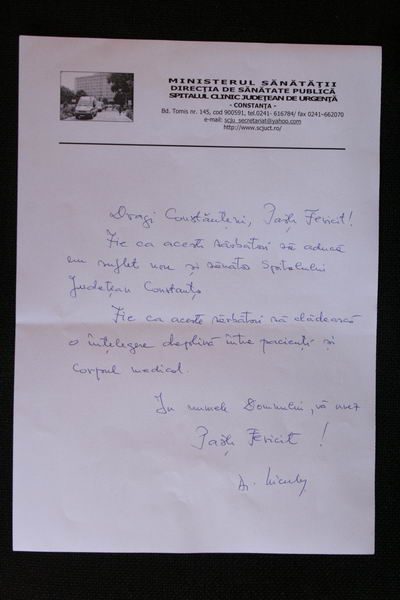 MINISTERUL SĂNĂTĂŢII
DIRECŢIA DE SĂNĂTATE PUBLICĂ
SPITALUL CLINIC JUDEŢEAN DE URGENŢĂ
- CONSTANŢA -
Bd. Tomis nr. 145, cod 900591, tel.0241- 616784/ fax 0241-662070
e-mail: scju_secretariat@yahoo.com
http://www.scjuct.ro/
Dragi Constănţeni, Paşte Fericit!
Fie ca aceste sărbători să aducă
un suflet nou şi sănătos Spitalului
Judeţean Constanţa
Fie ca aceste sărbători să clădească
o înţelegere deplină între pacienţi şi
Corpul medical.
In numele Domnului, vă urez
Paşte Fericit !